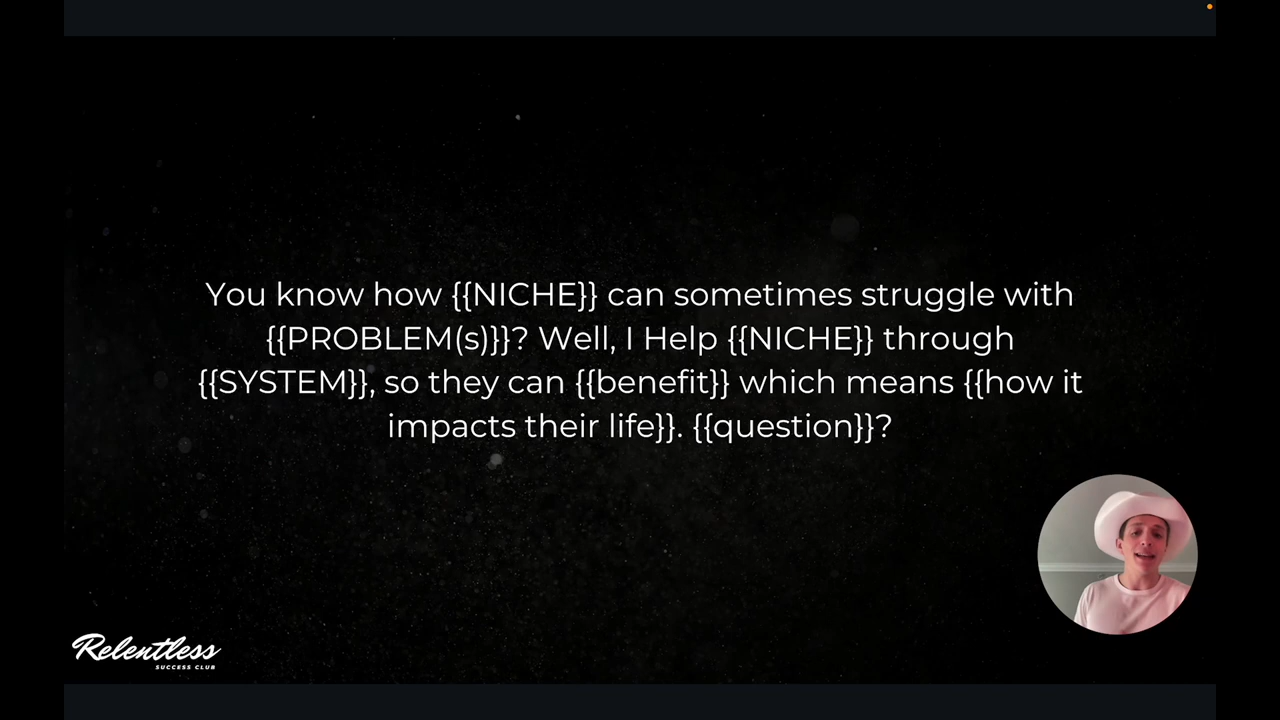 You know how {{NICHE}} can sometimes struggle with
{{PROBLEM(s)}}? Well, I Help {{NICHE}} through
{{SYSTEM}}, so they can {{benefit}} which means {{how it
impacts their life}}. {{question}}?
Relentless
SUCCESS CLUB